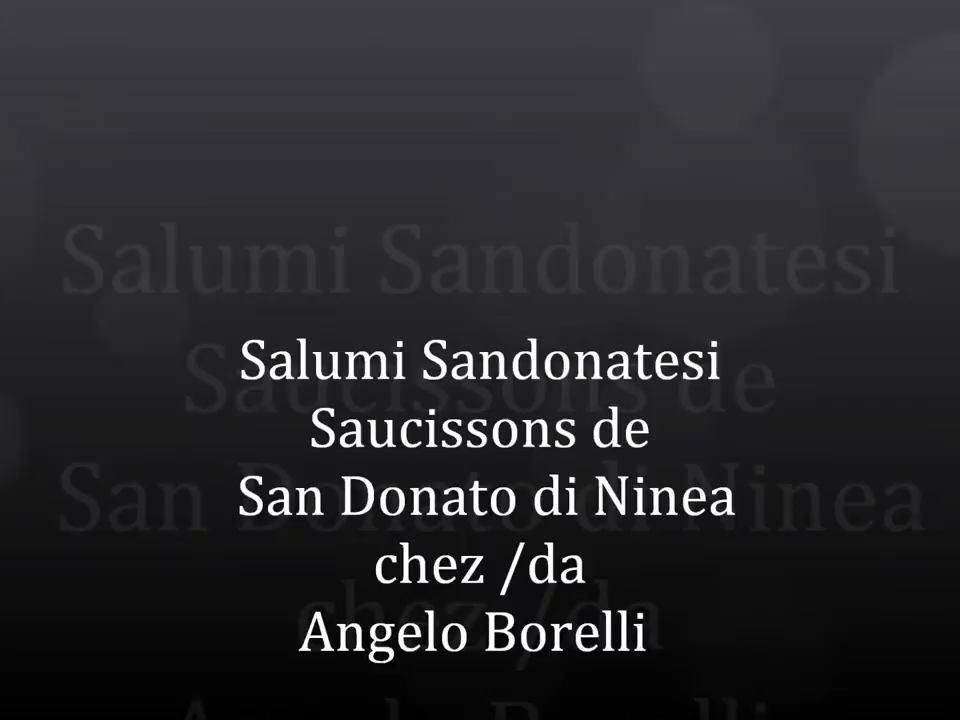 Salumi Sandonatesi
Saucissons de
San Donato di Ninea
chez /da
Angelo Borelli